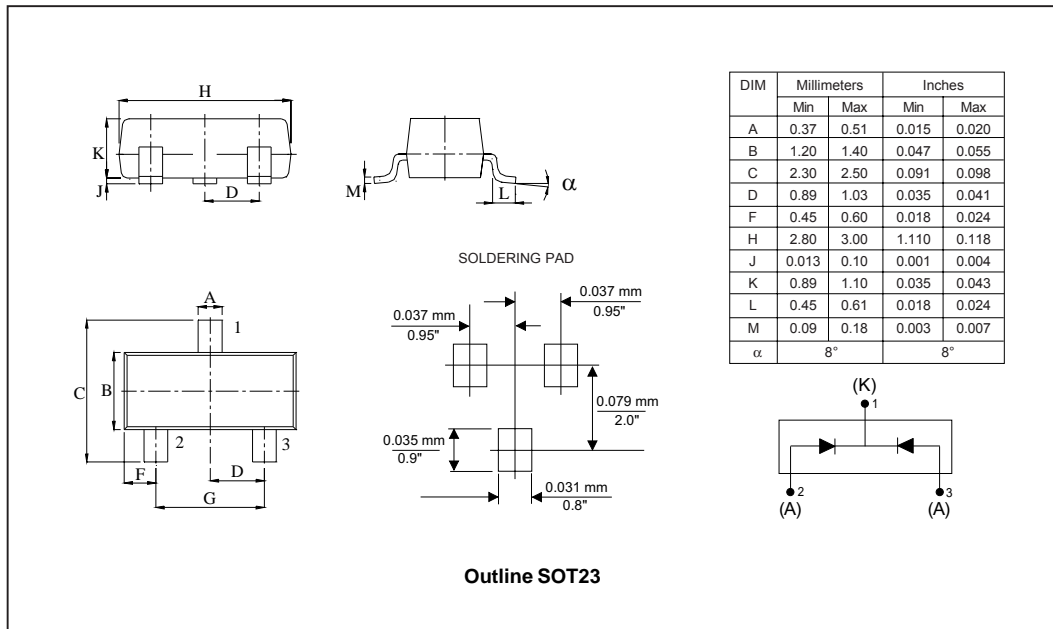 H
K
J
D
M
L
α
SOLDERING PAD
A
1
C
B
2
3
F
D
G
0.037 mm
0.95"
0.037 mm
0.95"
0.079 mm
2.0"
0.035 mm
0.9"
0.031 mm
0.8"
DIM Millimeters Inches
Min Max Min Max
A 0.37 0.51 0.015 0.020
B 1.20 1.40 0.047 0.055
C 2.30 2.50 0.091 0.098
D 0.89 1.03 0.035 0.041
F 0.45 0.60 0.018 0.024
H 2.80 3.00 1.110 0.118
J 0.013 0.10 0.001 0.004
K 0.89 1.10 0.035 0.043
L 0.45 0.61 0.018 0.024
M 0.09 0.18 0.003 0.007
α 8° 8°
(K)
1
2
3
(A) (A)
Outline SOT23